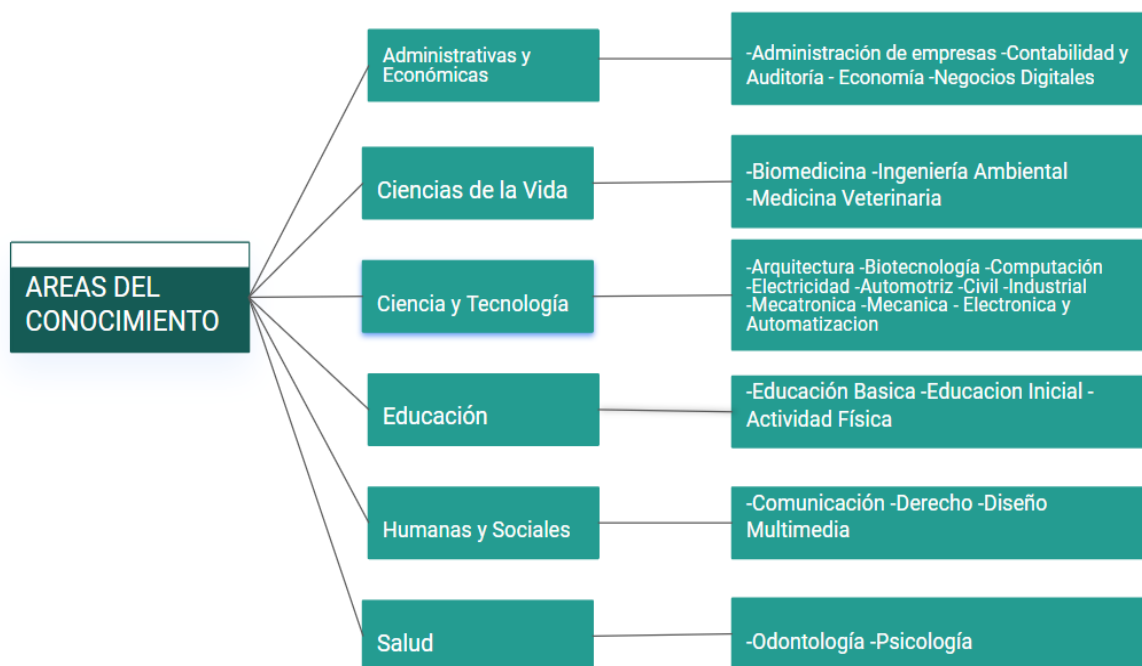 AREAS DEL
CONOCIMIENTO
Administrativas y
Económicas
-Administración de empresas -Contabilidad y
Auditoría - Economía -Negocios Digitales
Ciencias de la Vida
-Biomedicina -Ingeniería Ambiental
-Medicina Veterinaria
Ciencia y Tecnología
-Arquitectura -Biotecnología -Computación
-Electricidad -Automotriz -Civil -Industrial
-Mecatronica -Mecanica - Electronica y
Automatizacion
Educación
-Educación Basica -Educacion Inicial -
Actividad Física
Humanas y Sociales
-Comunicación -Derecho -Diseño
Multimedia
Salud
-Odontología -Psicología